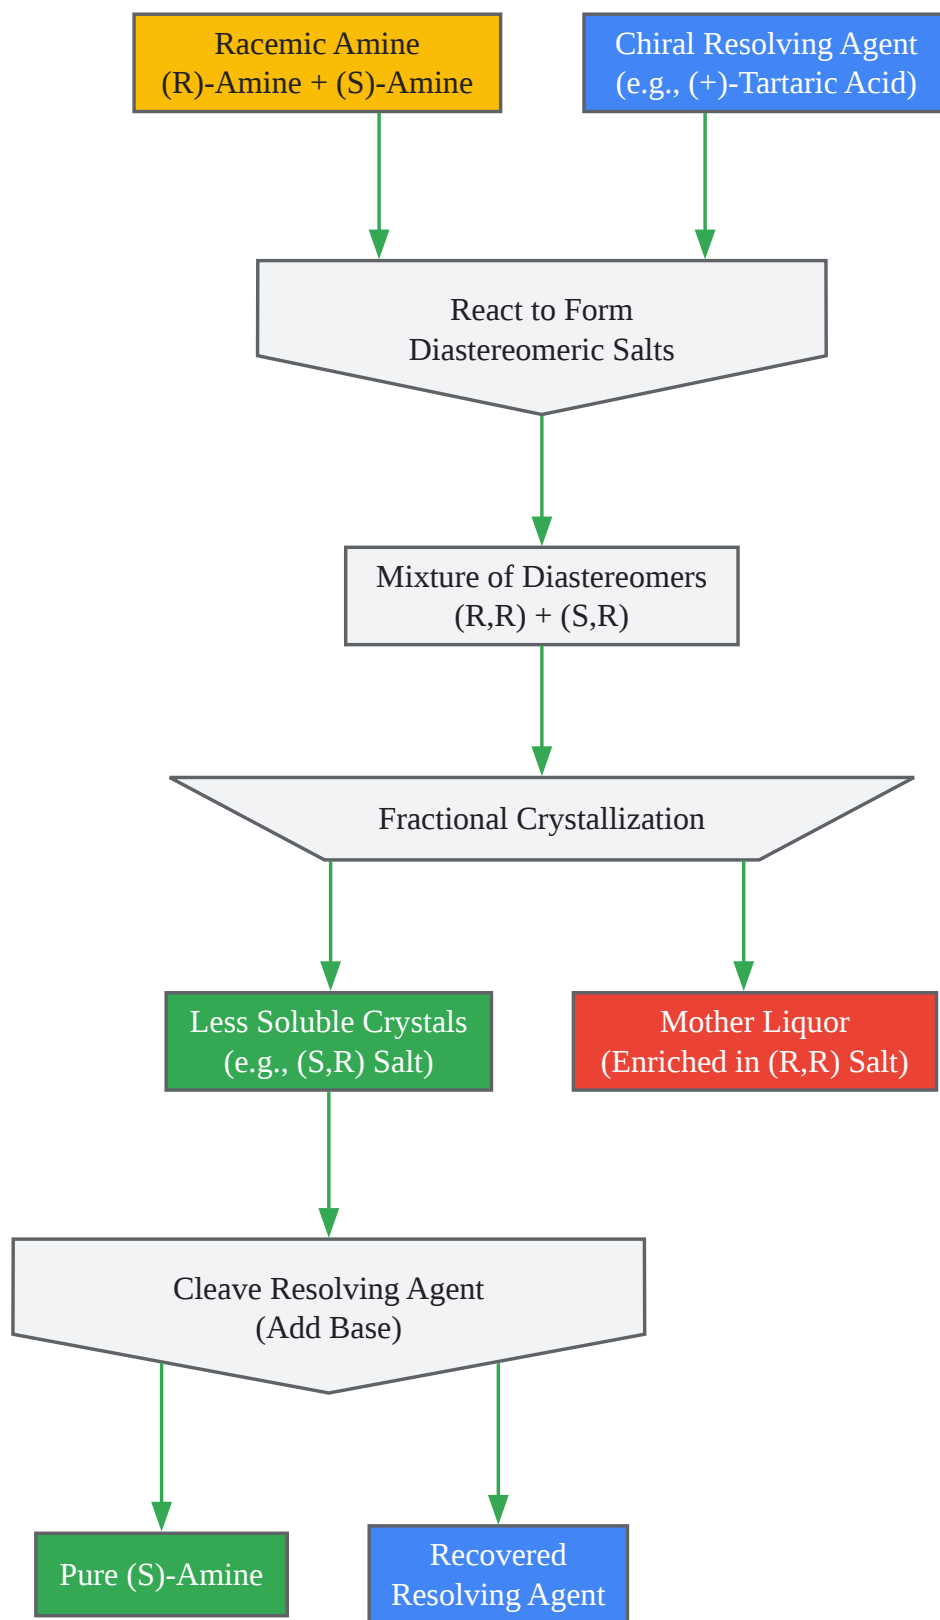 Racemic Amine
(R)-Amine + (S)-Amine
Chiral Resolving Agent
(e.g., (+)-Tartaric Acid)
React to Form
Diastereomeric Salts
Mixture of Diastereomers
(R,R) + (S,R)
Fractional Crystallization
Less Soluble Crystals
(e.g., (S,R) Salt)
Mother Liquor
(Enriched in (R,R) Salt)
Cleave Resolving Agent
(Add Base)
Pure (S)-Amine
Recovered
Resolving Agent